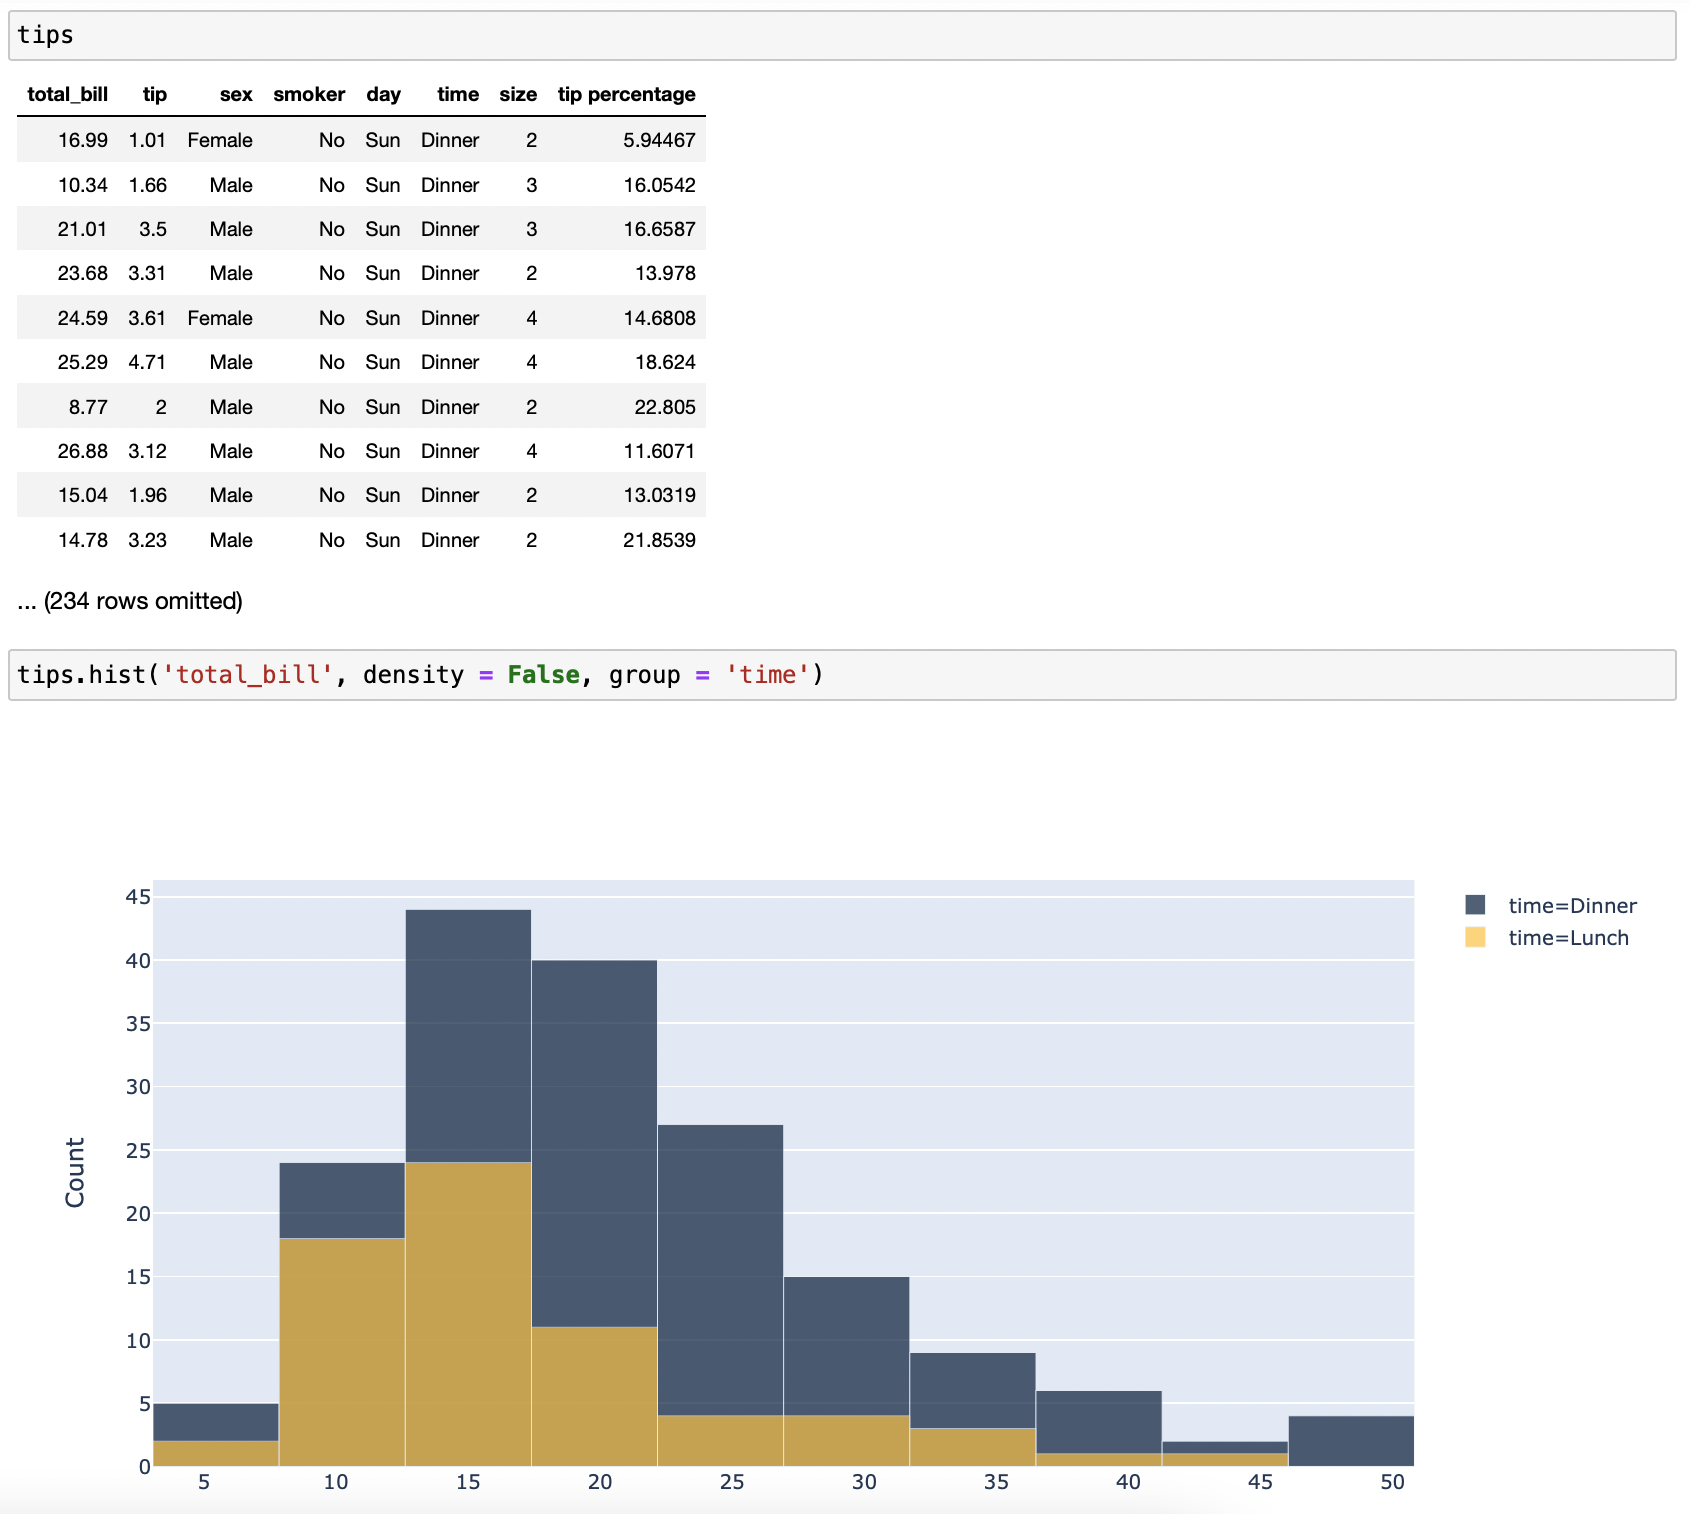 tips
total_bill tip sex smoker day time size tip percentage
16.99 1.01 Female No Sun Dinner 2 5.94467
10.34 1.66 Male No Sun Dinner 3 16.0542
21.01 3.5 Male No Sun Dinner 3 16.6587
23.68 3.31 Male No Sun Dinner 2 13.978
24.59 3.61 Female No Sun Dinner 4 14.6808
25.29 4.71 Male No Sun Dinner 4 18.624
8.77 2 Male No Sun Dinner 2 22.805
26.88 3.12 Male No Sun Dinner 4 11.6071
15.04 1.96 Male No Sun Dinner 2 13.0319
14.78 3.23 Male No Sun Dinner 2 21.8539
... (234 rows omitted)
tips.hist('total_bill', density = False, group = 'time')
45
40
35
30
25
20
15
10
5
0
Count
5 10 15 20 25 30 35 40 45 50
time=Dinner
time=Lunch